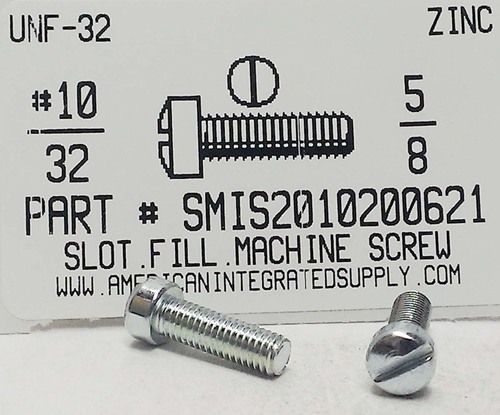 UNF-32 ZINC
#10 5
32 8
PART # SMIS2010200621
SLOT.FILL.MACHINE SCREW
WWW.AMERICANINTEGRATEDSUPPLY.COM